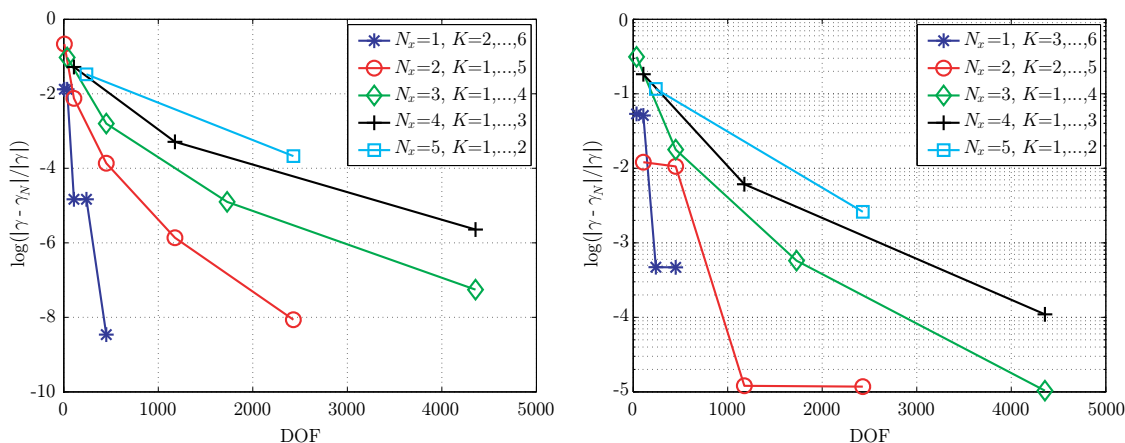 0
-2
-4
-6
-8
-10
0
1000
2000
3000
4000
5000
DOF
log(|γ - γ_N|/|γ|)
N_x=1, K=2,...,6
N_x=2, K=1,...,5
N_x=3, K=1,...,4
N_x=4, K=1,...,3
N_x=5, K=1,...,2
0
-1
-2
-3
-4
-5
0
1000
2000
3000
4000
5000
DOF
log(|γ - γ_N|/|γ|)
N_x=1, K=3,...,6
N_x=2, K=2,...,5
N_x=3, K=1,...,4
N_x=4, K=1,...,3
N_x=5, K=1,...,2